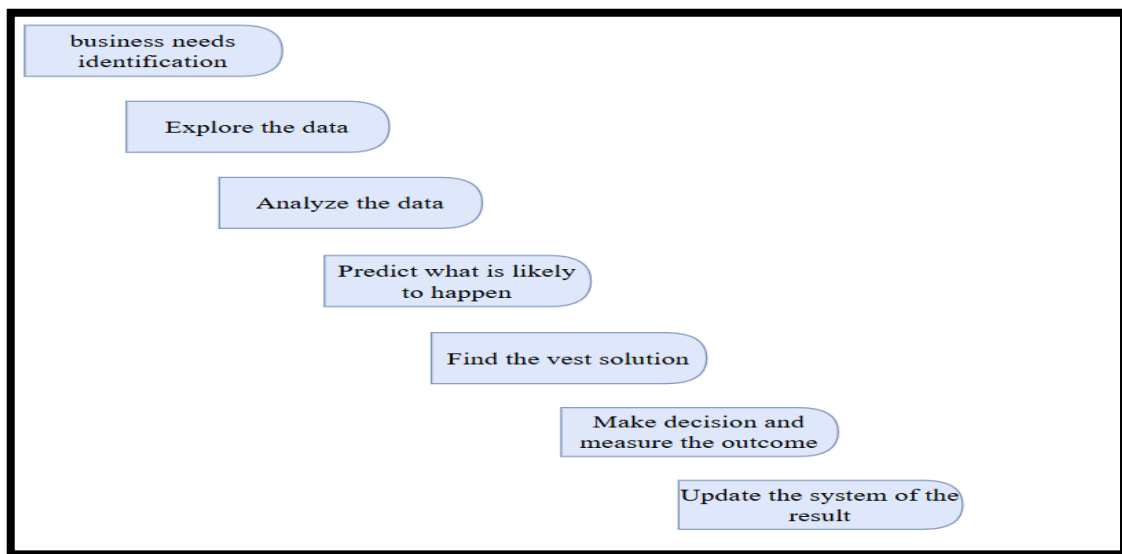 business needs
identification
Explore the data
Analyze the data
Predict what is likely
to happen
Find the vest solution
Make decision and
measure the outcome
Update the system of the
result